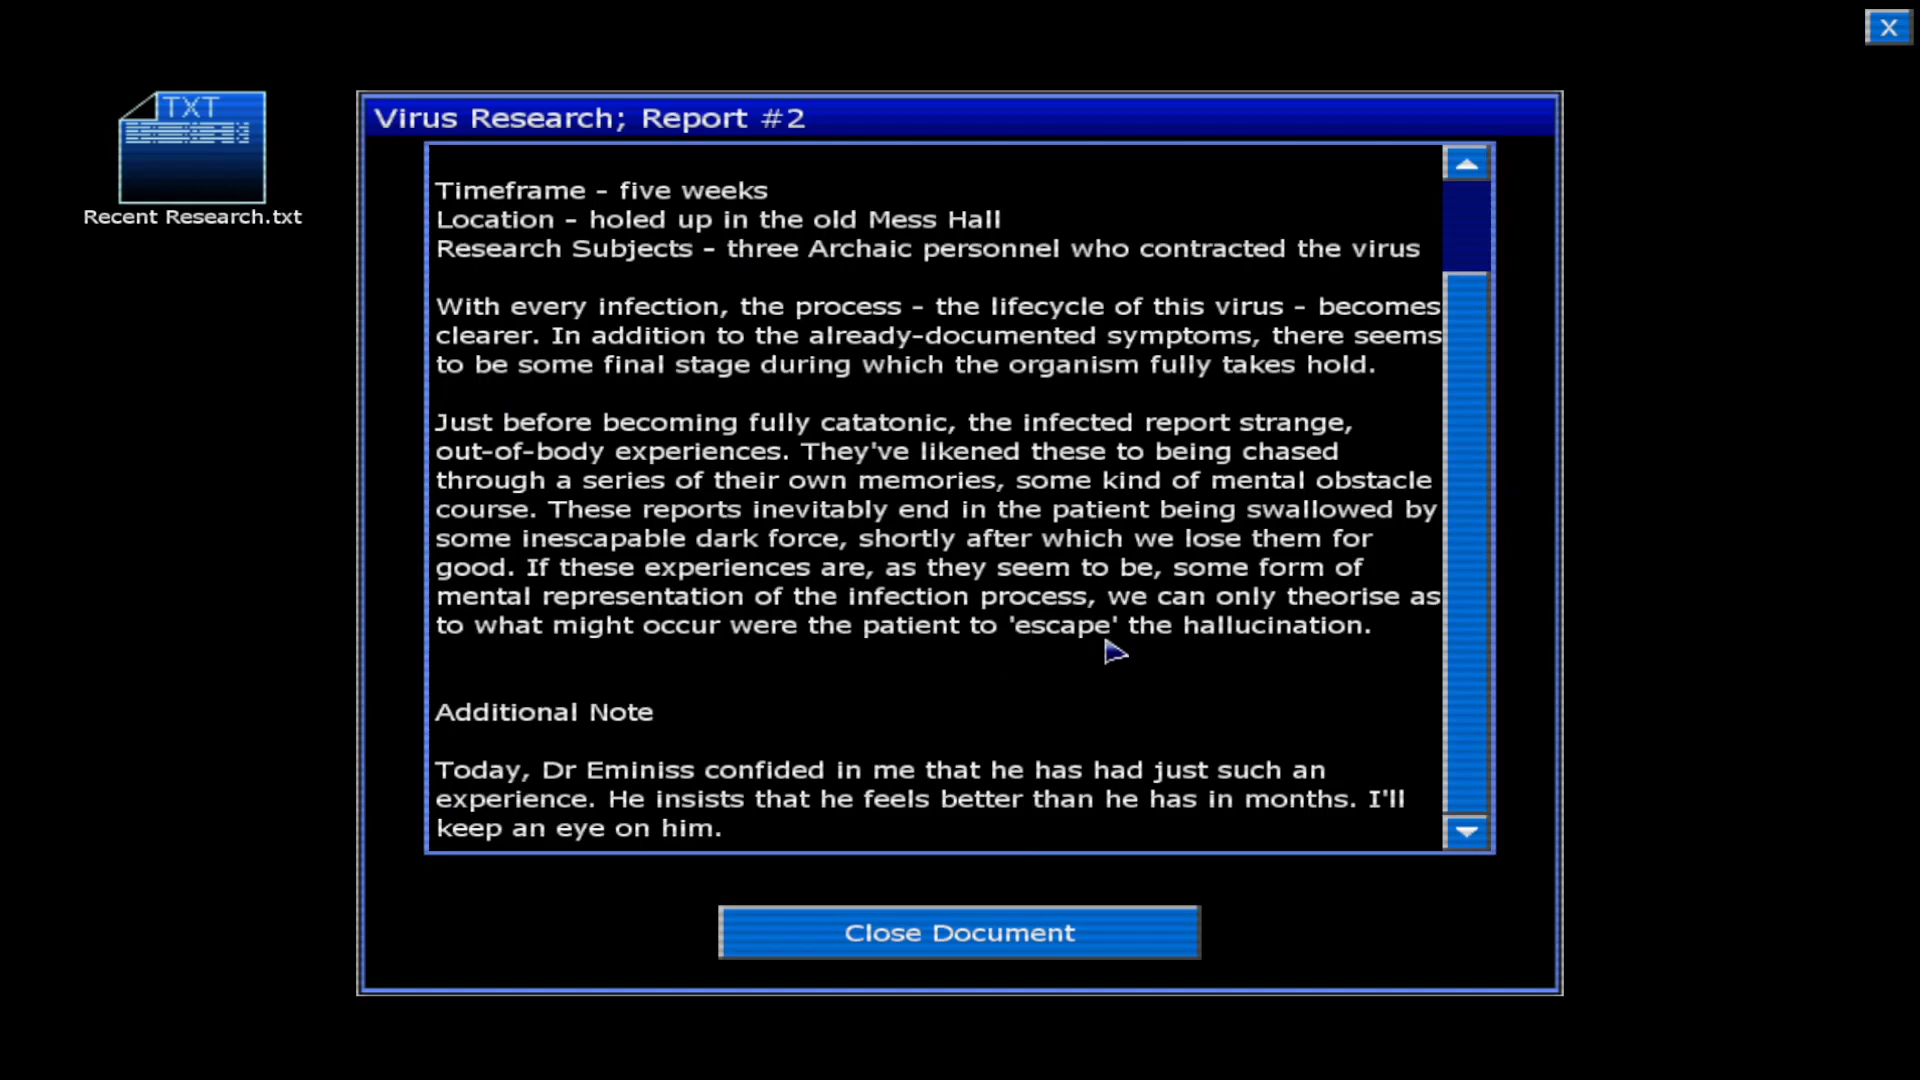 X
TXT
Recent Research.txt
Virus Research; Report #2
Timeframe - five weeks
Location - holed up in the old Mess Hall
Research Subjects - three Archaic personnel who contracted the virus
With every infection, the process - the lifecycle of this virus - becomes
clearer. In addition to the already-documented symptoms, there seems
to be some final stage during which the organism fully takes hold.
Just before becoming fully catatonic, the infected report strange,
out-of-body experiences. They've likened these to being chased
through a series of their own memories, some kind of mental obstacle
course. These reports inevitably end in the patient being swallowed by
some inescapable dark force, shortly after which we lose them for
good. If these experiences are, as they seem to be, some form of
mental representation of the infection process, we can only theorise as
to what might occur were the patient to 'escape' the hallucination.
Additional Note
Today, Dr Eminiss confided in me that he has had just such an
experience. He insists that he feels better than he has in months. I'll
keep an eye on him.
Close Document